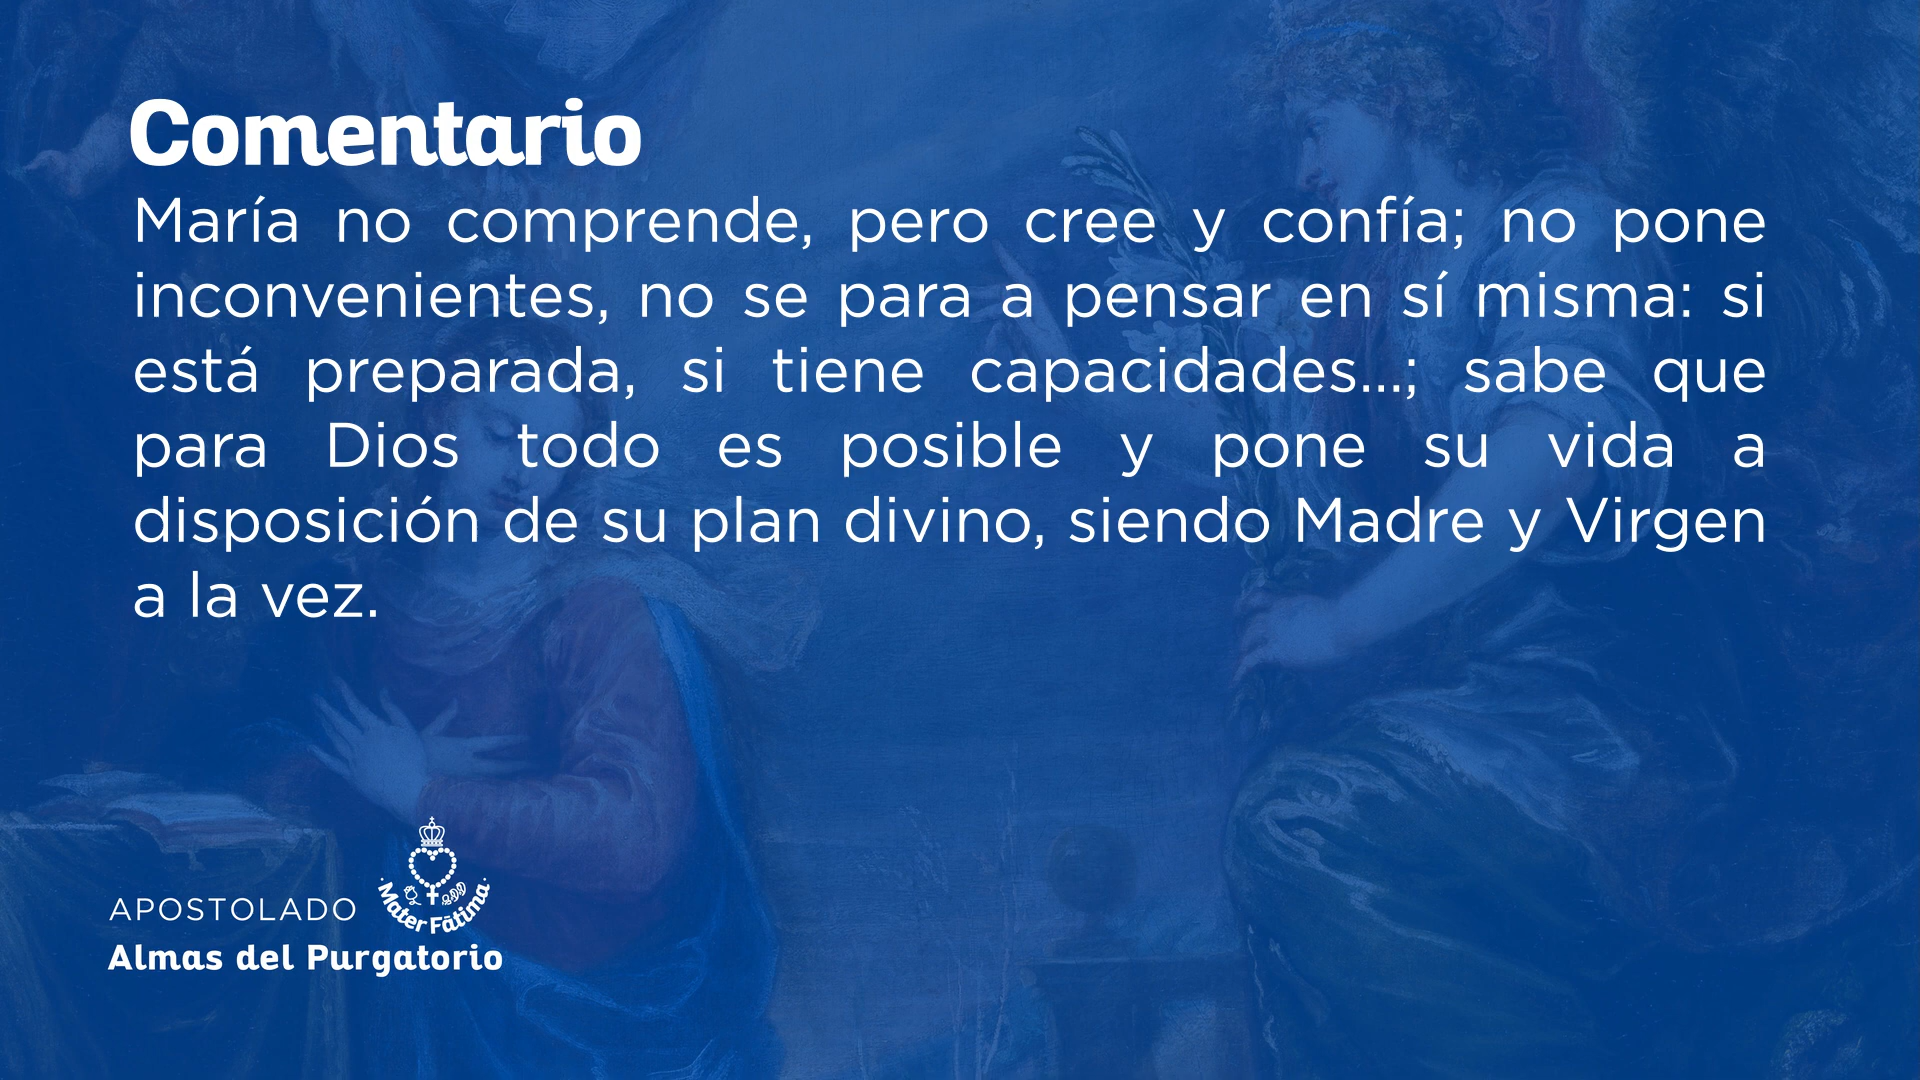 Comentario
María no comprende, pero cree y confía; no pone
inconvenientes, no se para a pensar en sí misma: si
está preparada, si tiene capacidades...; sabe que
para Dios todo es posible y pone su vida a
disposición de su plan divino, siendo Madre y Virgen
a la vez.
APOSTOLADO
Mater Fátima
Almas del Purgatorio